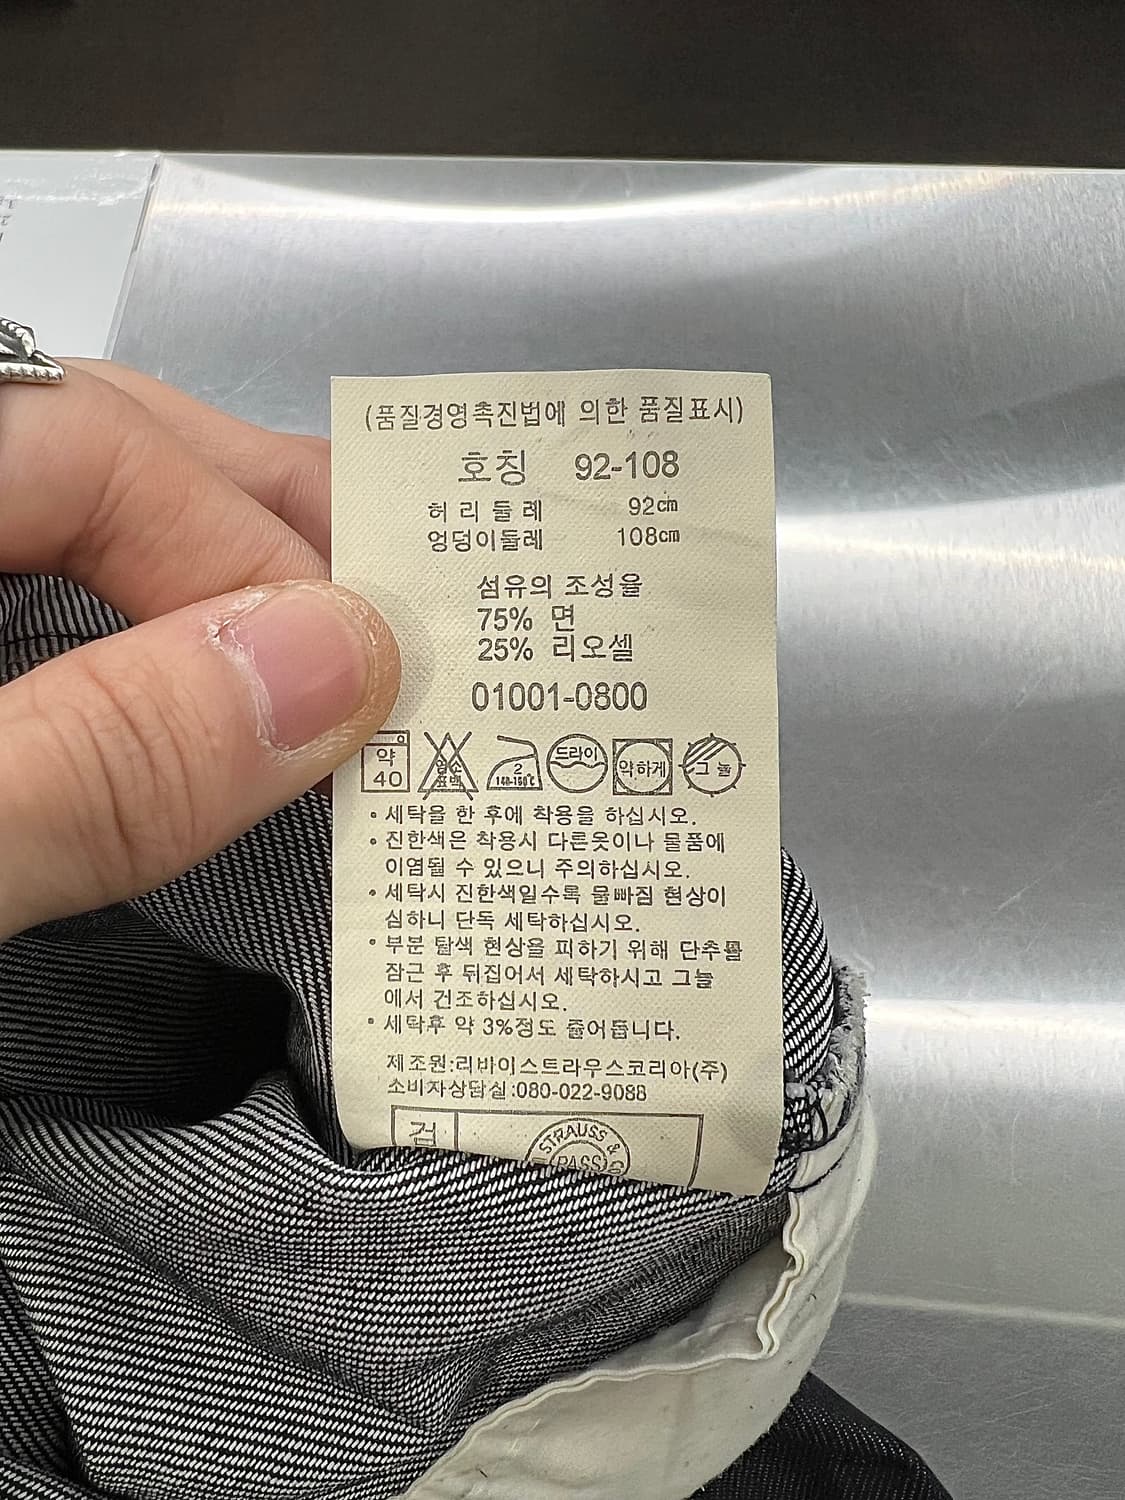 (품질경영촉진법에 의한 품질표시)
호칭 92-108
허리둘레 92㎝
엉덩이둘레 108㎝
섬유의 조성율
75% 면
25% 리오셀
01001-0800
약 40
염소 표백
2 140-160℃
드라이
약하게
그늘
• 세탁을 한 후에 착용을 하십시오.
• 진한색은 착용시 다른옷이나 물품에
이염될 수 있으니 주의하십시오.
• 세탁시 진한색일수록 물빠짐 현상이
심하니 단독 세탁하십시오.
• 부분 탈색 현상을 피하기 위해 단추를
잠근 후 뒤집어서 세탁하시고 그늘
에서 건조하십시오.
• 세탁후 약 3%정도 줄어듭니다.
제조원:리바이스트라우스코리아(주)
소비자상담실:080-022-9088
검
STRAUSS & CO
PASS